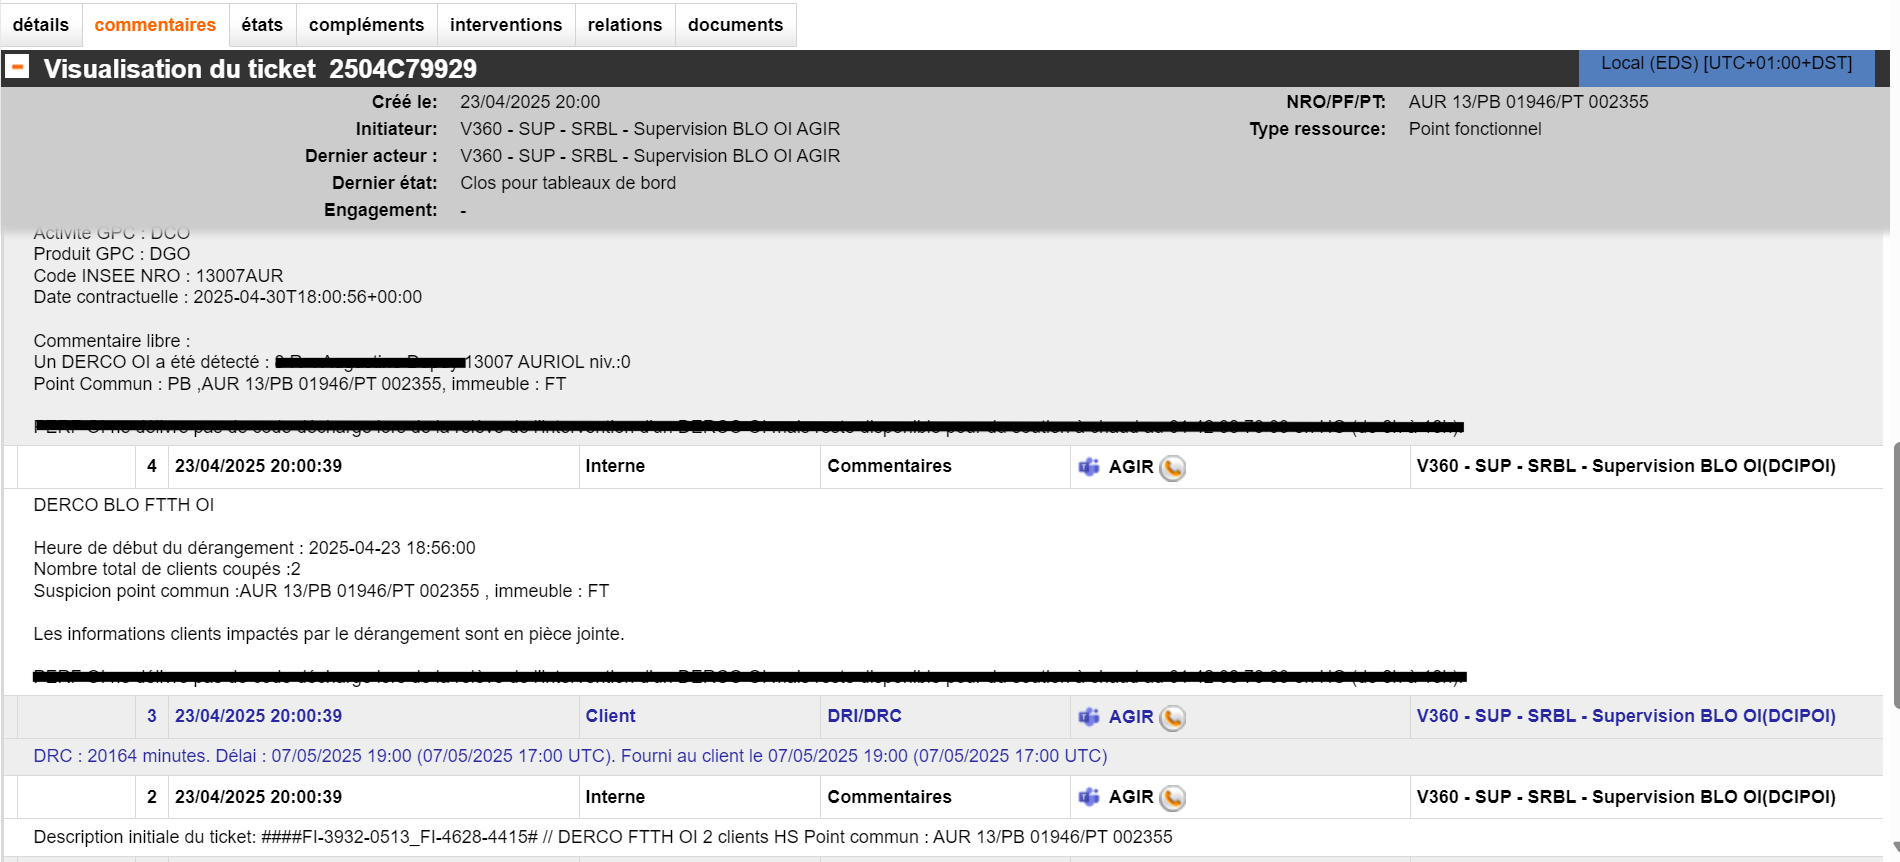 détails commentaires états compléments interventions relations documents
Visualisation du ticket 2504C79929 Local (EDS) [UTC+01:00+DST]
Créé le: 23/04/2025 20:00 NRO/PF/PT: AUR 13/PB 01946/PT 002355
Initiateur: V360 - SUP - SRBL - Supervision BLO OI AGIR Type ressource: Point fonctionnel
Dernier acteur : V360 - SUP - SRBL - Supervision BLO OI AGIR
Dernier état: Clos pour tableaux de bord
Engagement: -
Activité GPC : DCO
Produit GPC : DGO
Code INSEE NRO : 13007AUR
Date contractuelle : 2025-04-30T18:00:56+00:00
Commentaire libre :
Un DERCO OI a été détecté : 13007 AURIOL niv.:0
Point Commun : PB ,AUR 13/PB 01946/PT 002355, immeuble : FT
4 23/04/2025 20:00:39 Interne Commentaires AGIR V360 - SUP - SRBL - Supervision BLO OI(DCIPOI)
DERCO BLO FTTH OI
Heure de début du dérangement : 2025-04-23 18:56:00
Nombre total de clients coupés :2
Suspicion point commun :AUR 13/PB 01946/PT 002355 , immeuble : FT
Les informations clients impactés par le dérangement sont en pièce jointe.
3 23/04/2025 20:00:39 Client DRI/DRC AGIR V360 - SUP - SRBL - Supervision BLO OI(DCIPOI)
DRC : 20164 minutes. Délai : 07/05/2025 19:00 (07/05/2025 17:00 UTC). Fourni au client le 07/05/2025 19:00 (07/05/2025 17:00 UTC)
2 23/04/2025 20:00:39 Interne Commentaires AGIR V360 - SUP - SRBL - Supervision BLO OI(DCIPOI)
Description initiale du ticket: ####FI-3932-0513_FI-4628-4415# // DERCO FTTH OI 2 clients HS Point commun : AUR 13/PB 01946/PT 002355